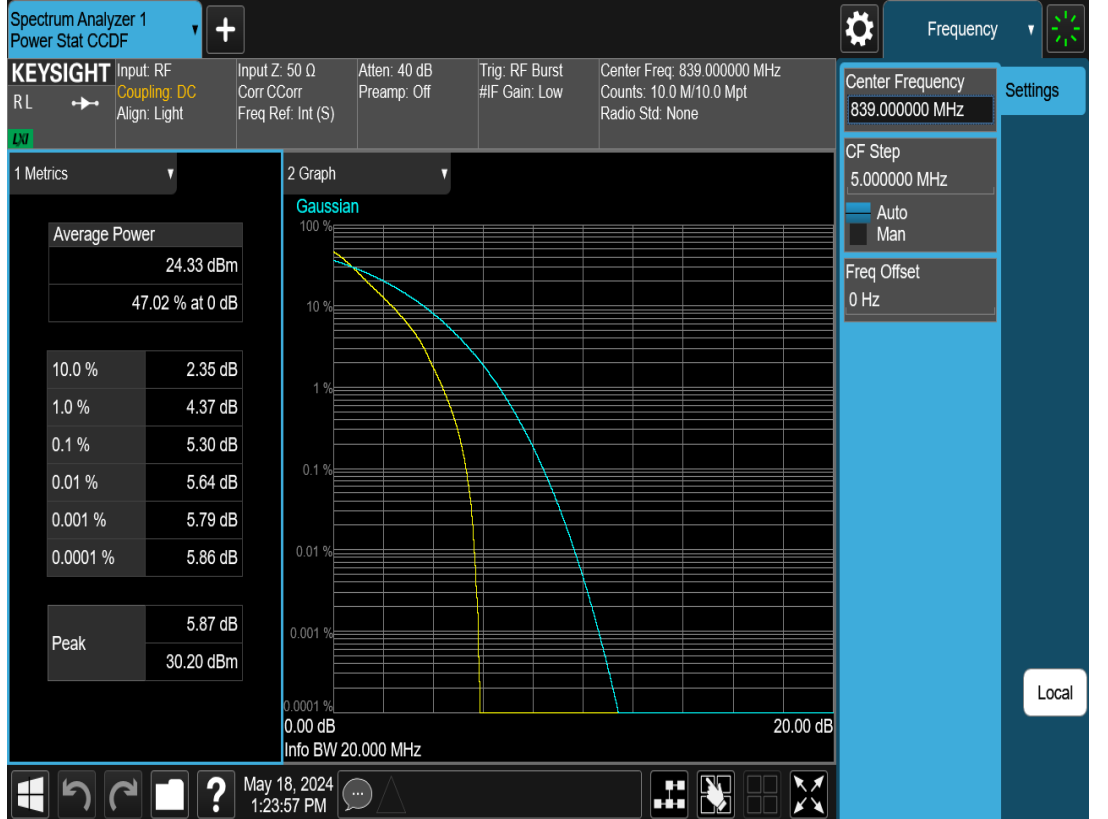 Spectrum Analyzer 1
Power Stat CCDF
+
Frequency
KEYSIGHT
RL
LXI
Input: RF
Coupling: DC
Align: Light
Input Z: 50 Ω
Corr CCorr
Freq Ref: Int (S)
Atten: 40 dB
Preamp: Off
Trig: RF Burst
#IF Gain: Low
Center Freq: 839.000000 MHz
Counts: 10.0 M/10.0 Mpt
Radio Std: None
Center Frequency
839.000000 MHz
Settings
CF Step
5.000000 MHz
Auto
Man
Freq Offset
0 Hz
Local
1 Metrics
Average Power
24.33 dBm
47.02 % at 0 dB
10.0 % 2.35 dB
1.0 % 4.37 dB
0.1 % 5.30 dB
0.01 % 5.64 dB
0.001 % 5.79 dB
0.0001 % 5.86 dB
Peak 5.87 dB
30.20 dBm
2 Graph
Gaussian
100 %
10 %
1 %
0.1 %
0.01 %
0.001 %
0.0001 %
0.00 dB 20.00 dB
Info BW 20.000 MHz
?
May 18, 2024
1:23:57 PM